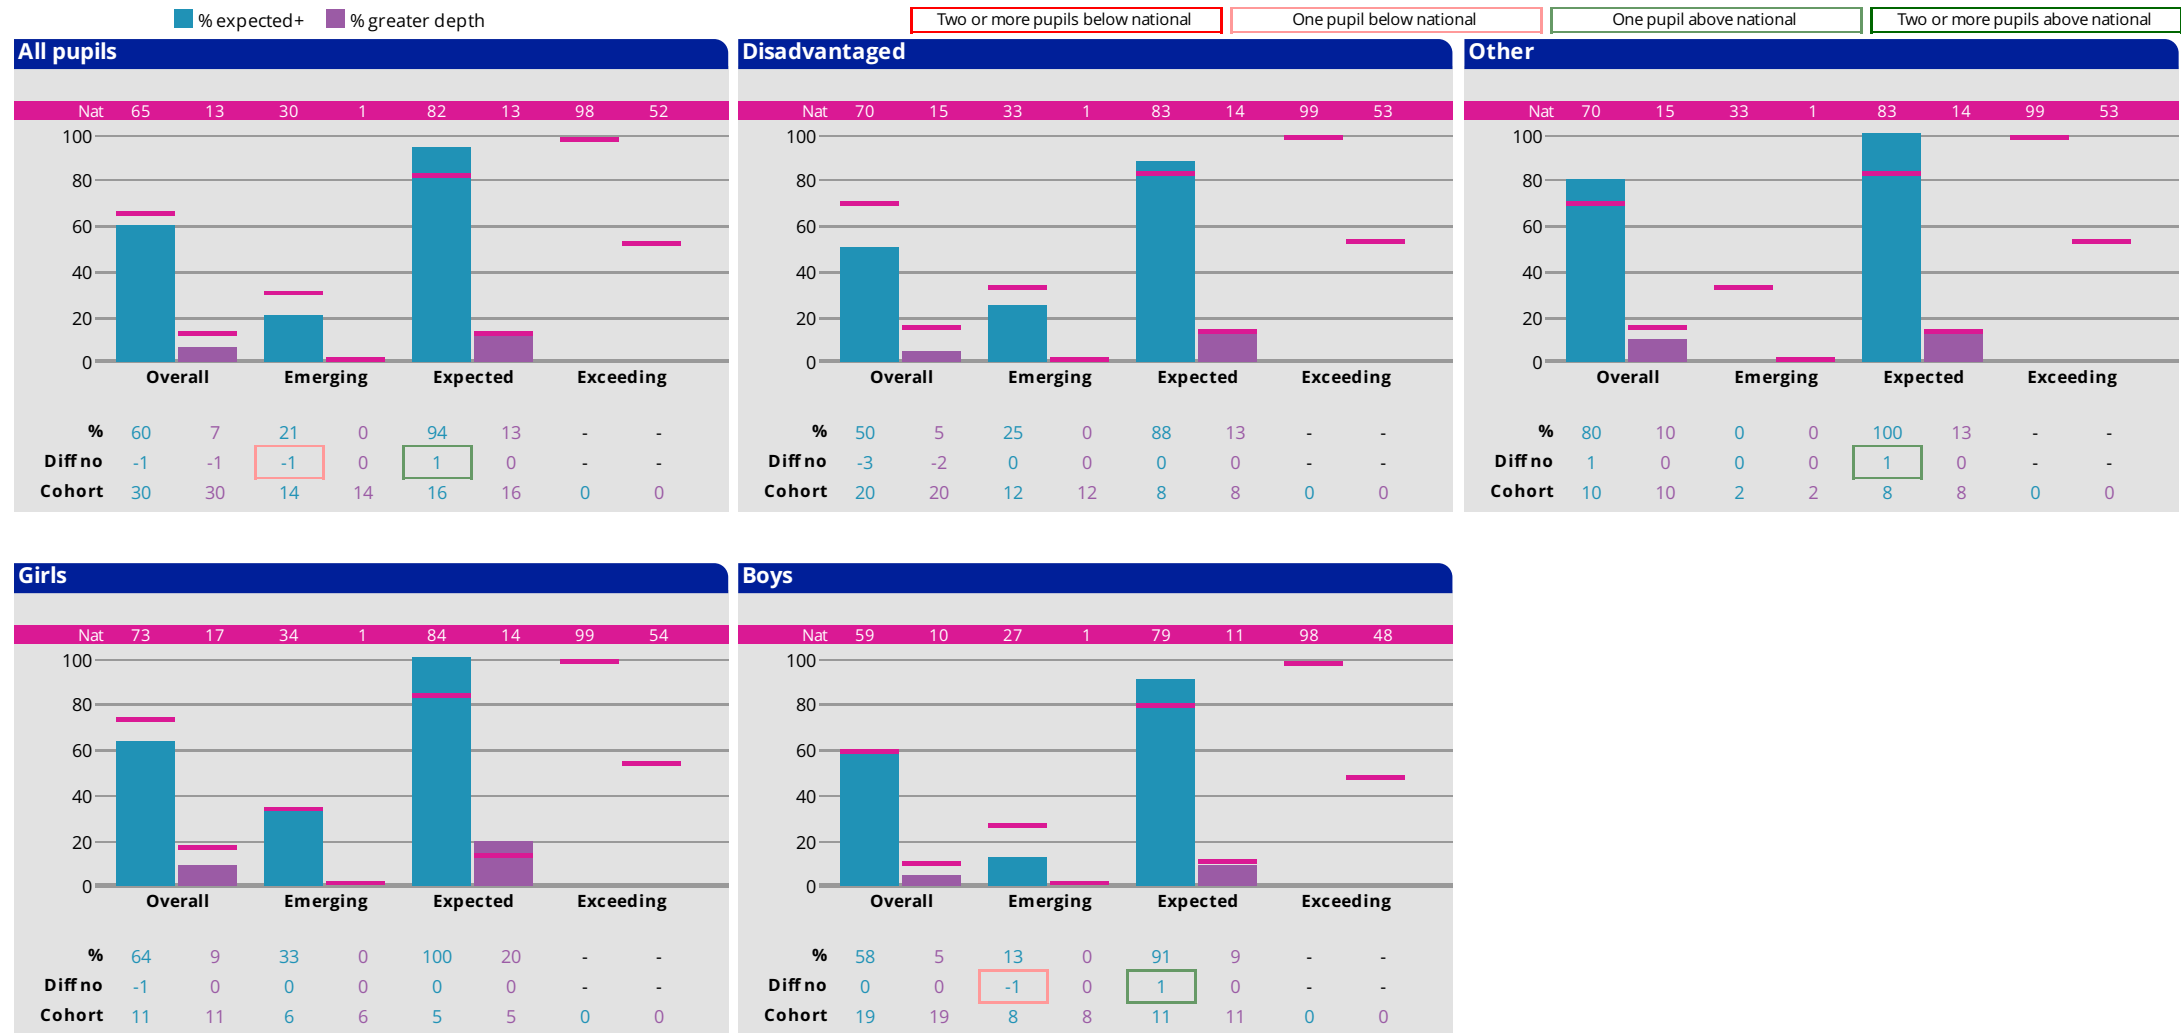 % expected+ % greater depth Two or more pupils below national One pupil below national One pupil above national Two or more pupils above national
All pupils
Nat 65 13 30 1 82 13 98 52
100
80
60
40
20
0
Overall Emerging Expected Exceeding
% 60 7 21 0 94 13 - -
Diff no -1 -1 -1 0 1 0 - -
Cohort 30 30 14 14 16 16 0 0
Disadvantaged
Nat 70 15 33 1 83 14 99 53
100
80
60
40
20
0
Overall Emerging Expected Exceeding
% 50 5 25 0 88 13 - -
Diff no -3 -2 0 0 0 0 - -
Cohort 20 20 12 12 8 8 0 0
Other
Nat 70 15 33 1 83 14 99 53
100
80
60
40
20
0
Overall Emerging Expected Exceeding
% 80 10 0 0 100 13 - -
Diff no 1 0 0 0 1 0 - -
Cohort 10 10 2 2 8 8 0 0
Girls
Nat 73 17 34 1 84 14 99 54
100
80
60
40
20
0
Overall Emerging Expected Exceeding
% 64 9 33 0 100 20 - -
Diff no -1 0 0 0 0 0 - -
Cohort 11 11 6 6 5 5 0 0
Boys
Nat 59 10 27 1 79 11 98 48
100
80
60
40
20
0
Overall Emerging Expected Exceeding
% 58 5 13 0 91 9 - -
Diff no 0 0 -1 0 1 0 - -
Cohort 19 19 8 8 11 11 0 0